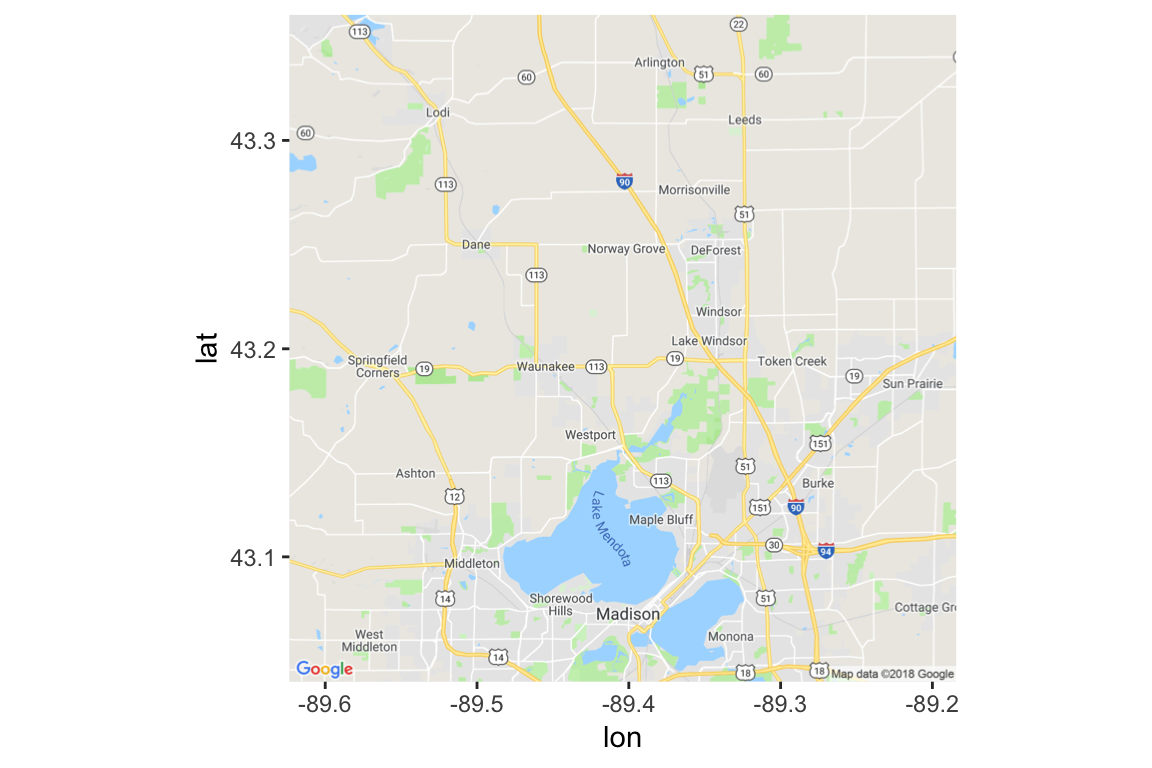 113
22
Arlington
51
60
60
Lodi
Leeds
60
43.3
90
113
Morrisonville
51
Dane
Norway Grove
DeForest
113
Windsor
Lake Windsor
43.2
Springfield
Corners
19
Waunakee
113
19
Token Creek
19
Sun Prairie
lat
Westport
151
Ashton
51
113
Burke
12
151
90
Lake Mendota
Maple Bluff
30
94
43.1
Middleton
14
Shorewood
Hills
51
Cottage Gr
Madison
West
Middleton
Monona
14
Google
18
18
Map data ©2018 Google
-89.6
-89.5
-89.4
-89.3
-89.2
lon